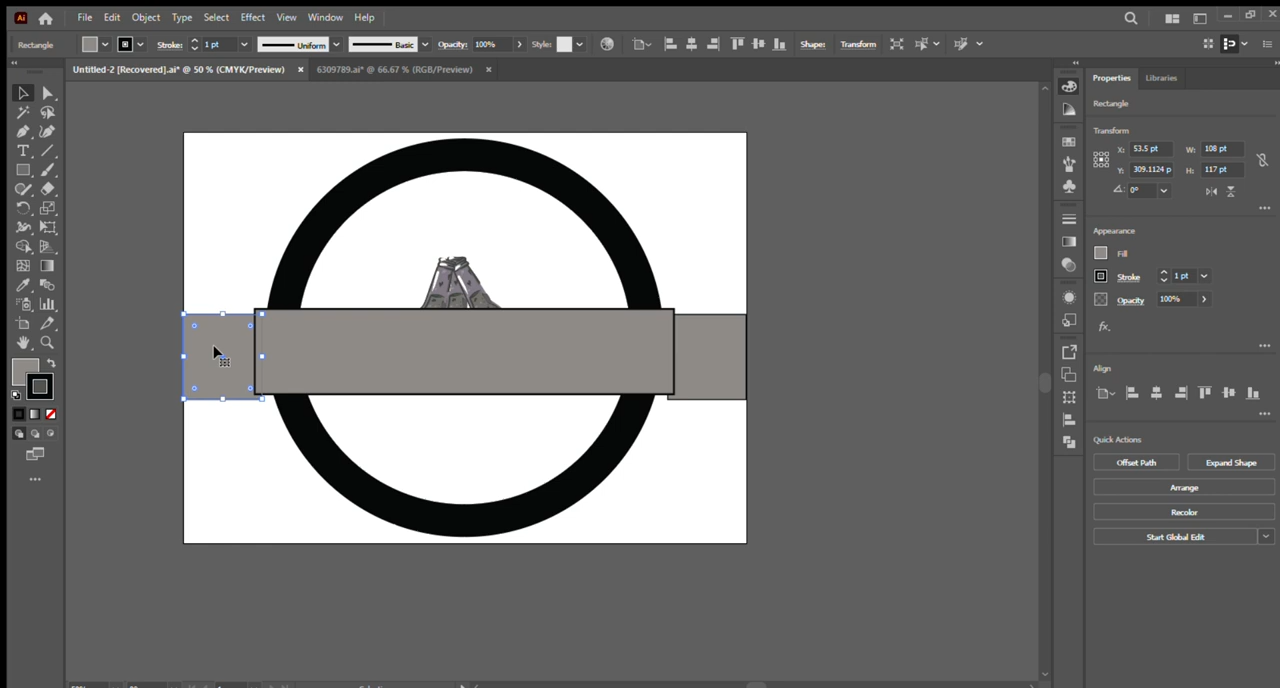 Ai File Edit Object Type Select Effect View Window Help
Rectangle Stroke: 1 pt Uniform Basic Opacity: 100% Style: Shape: Transform
Untitled-2 [Recovered].ai* @ 50 % (CMYK/Preview) × 6309789.ai* @ 66.67 % (RGB/Preview) ×
Properties Libraries
Rectangle
Transform
X: 53.5 pt W: 108 pt
Y: 309.1124 p H: 117 pt
0°
Appearance
Fill
Stroke 1 pt
Opacity 100%
fx.
Align
Quick Actions
Offset Path Expand Shape
Arrange
Recolor
Start Global Edit